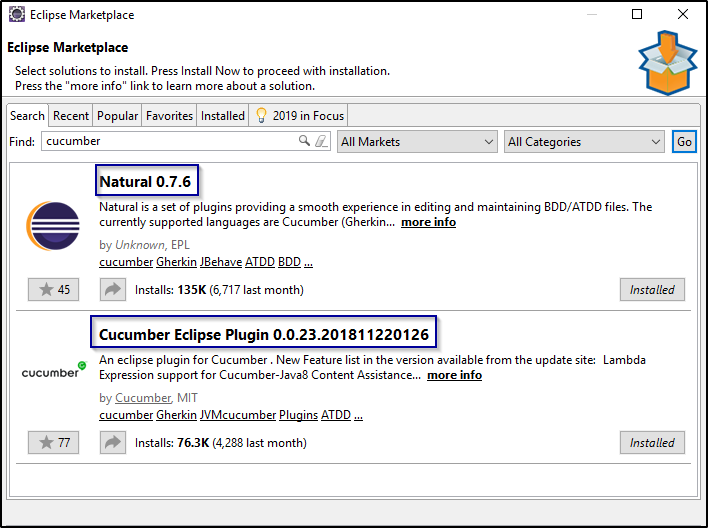 Eclipse Marketplace
Eclipse Marketplace
Select solutions to install. Press Install Now to proceed with installation.
Press the "more info" link to learn more about a solution.
Search Recent Popular Favorites Installed 2019 in Focus
Find: cucumber All Markets All Categories Go
Natural 0.7.6
Natural is a set of plugins providing a smooth experience in editing and maintaining BDD/ATDD files. The
currently supported languages are Cucumber (Gherkin... more info
by Unknown, EPL
cucumber Gherkin JBehave ATDD BDD ...
45 Installs: 135K (6,717 last month) Installed
Cucumber Eclipse Plugin 0.0.23.201811220126
An eclipse plugin for Cucumber . New Feature list in the version available from the update site: Lambda
cucumber
Expression support for Cucumber-Java8 Content Assistance... more info
by Cucumber, MIT
cucumber Gherkin JVMcucumber Plugins ATDD ...
77 Installs: 76.3K (4,288 last month) Installed